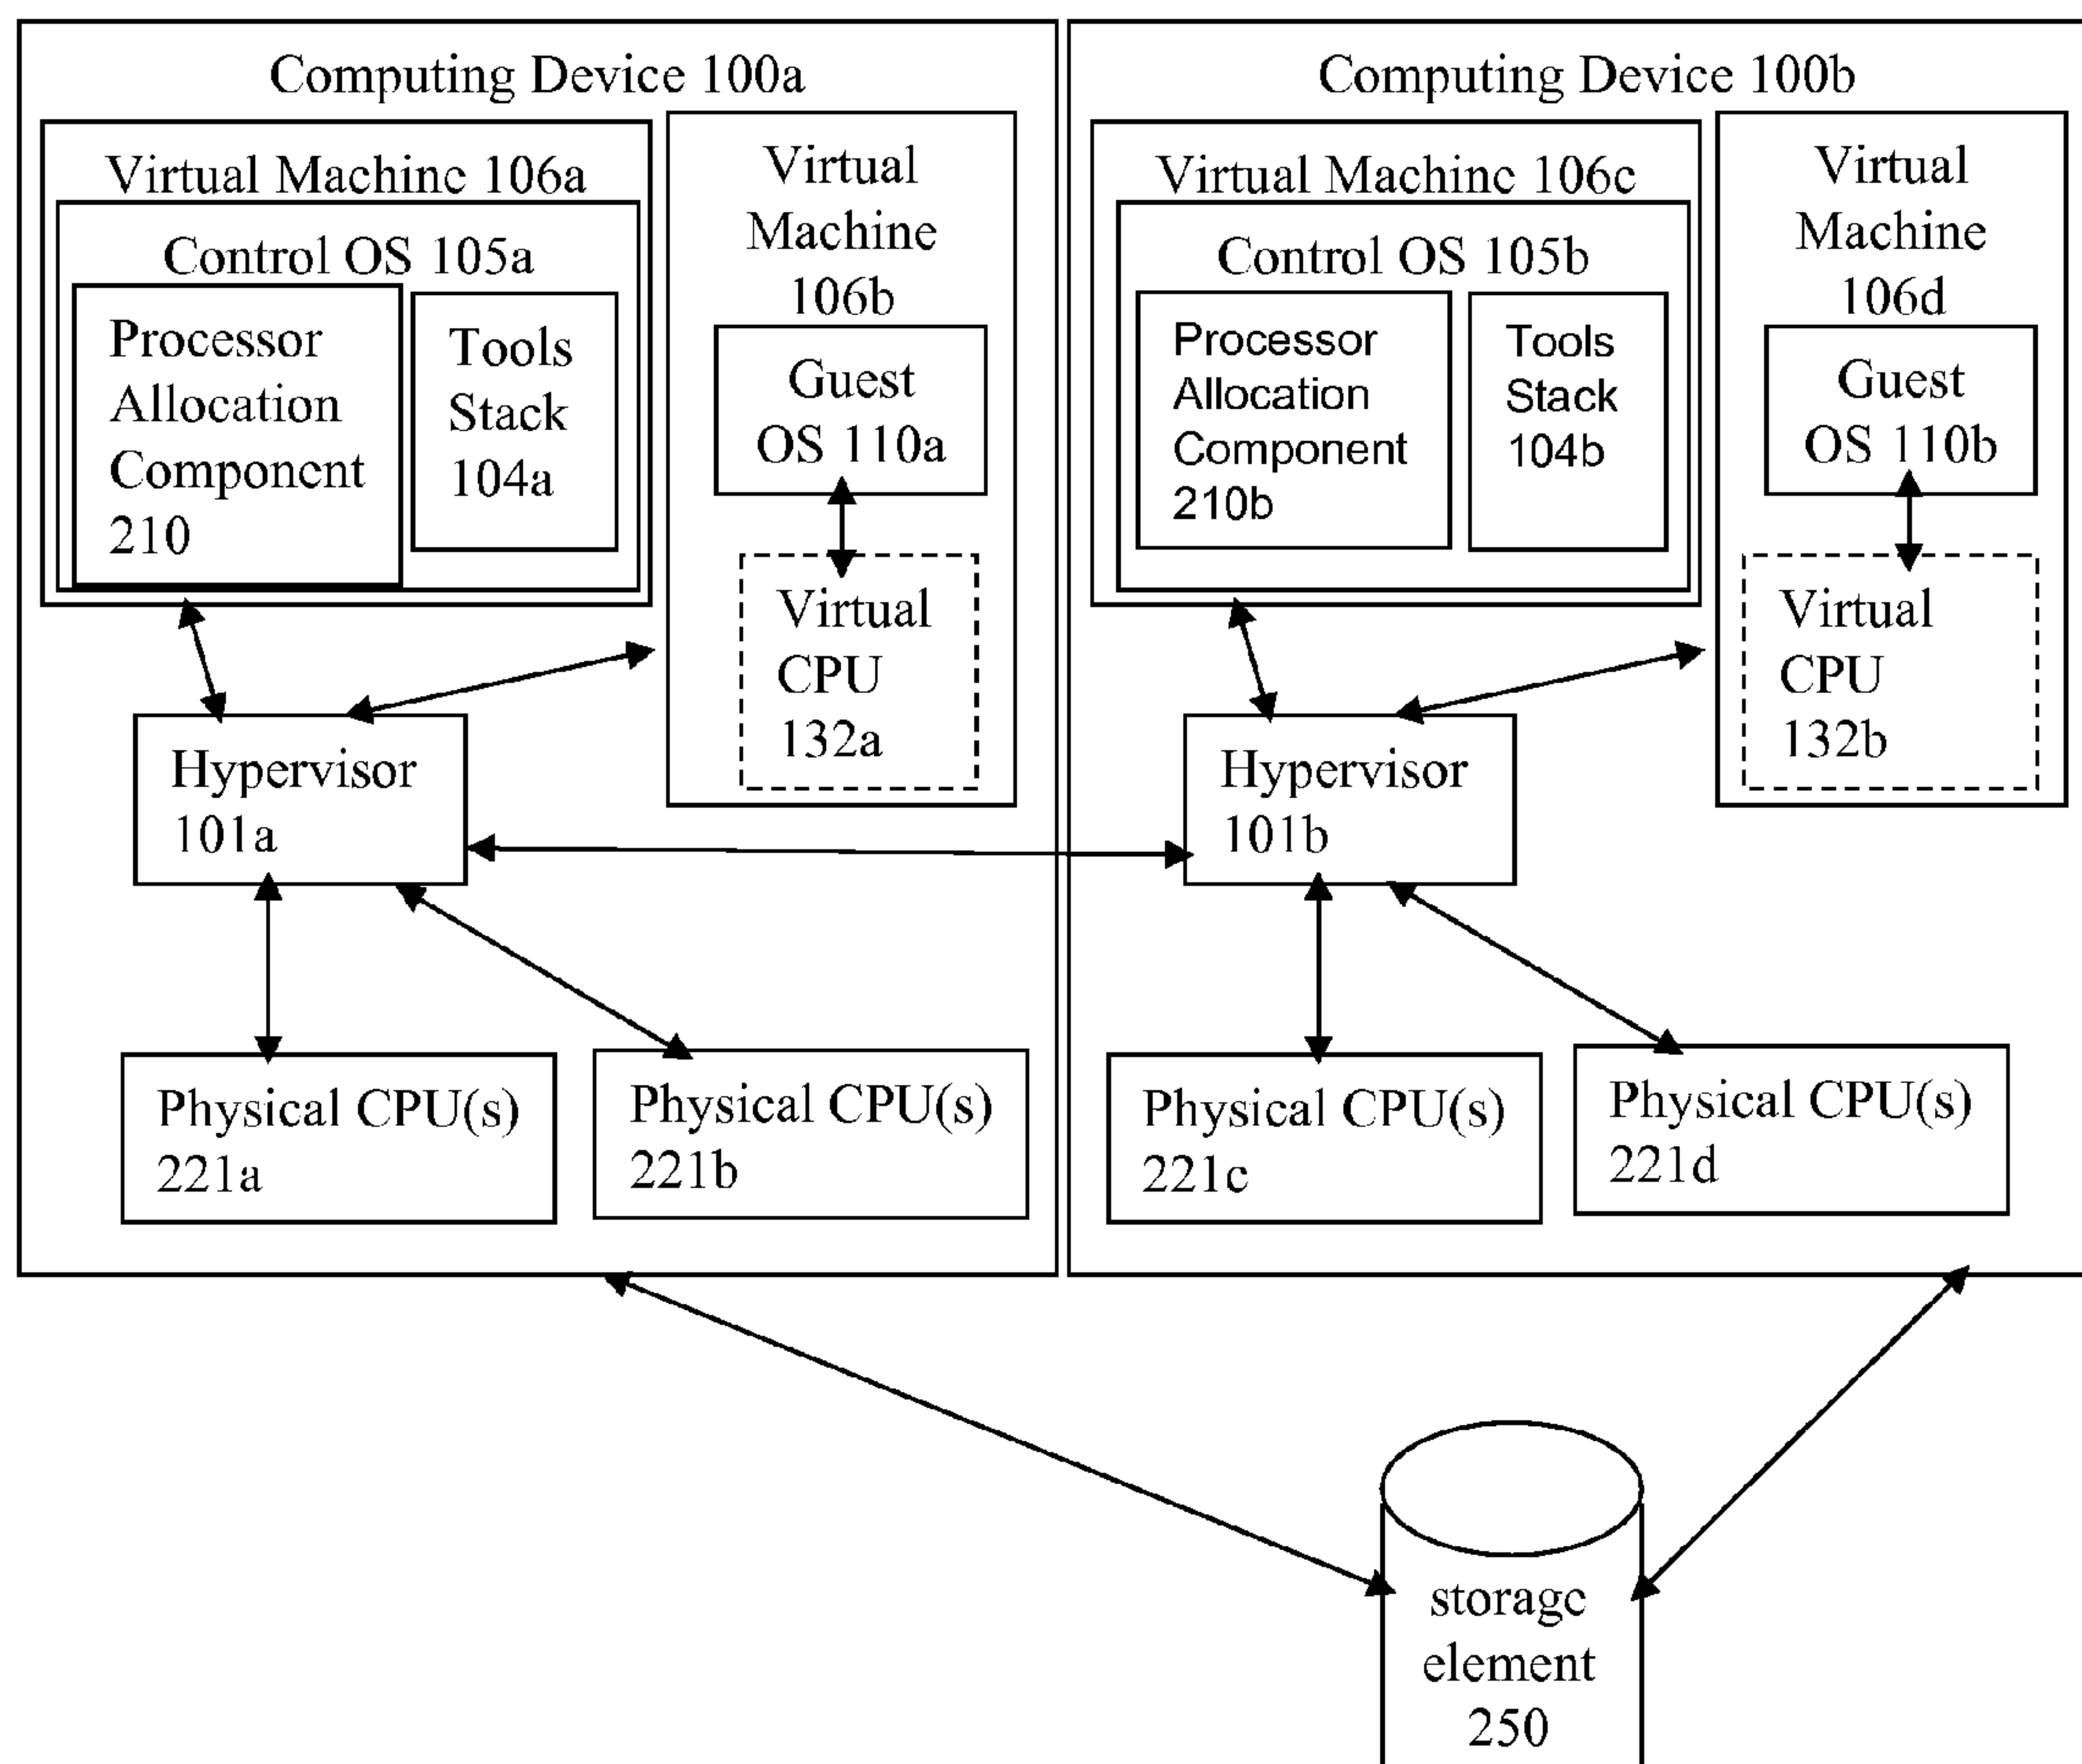 Computing Device 100a
Virtual Machine 106a
Control OS 105a
Processor
Allocation
Component
210
Tools
Stack
104a
Virtual
Machine
106b
Guest
OS 110a
Virtual
CPU
132a
Hypervisor
101a
Physical CPU(s)
221a
Physical CPU(s)
221b
Computing Device 100b
Virtual Machine 106c
Control OS 105b
Processor
Allocation
Component
210b
Tools
Stack
104b
Virtual
Machine
106d
Guest
OS 110b
Virtual
CPU
132b
Hypervisor
101b
Physical CPU(s)
221c
Physical CPU(s)
221d
storage
element
250